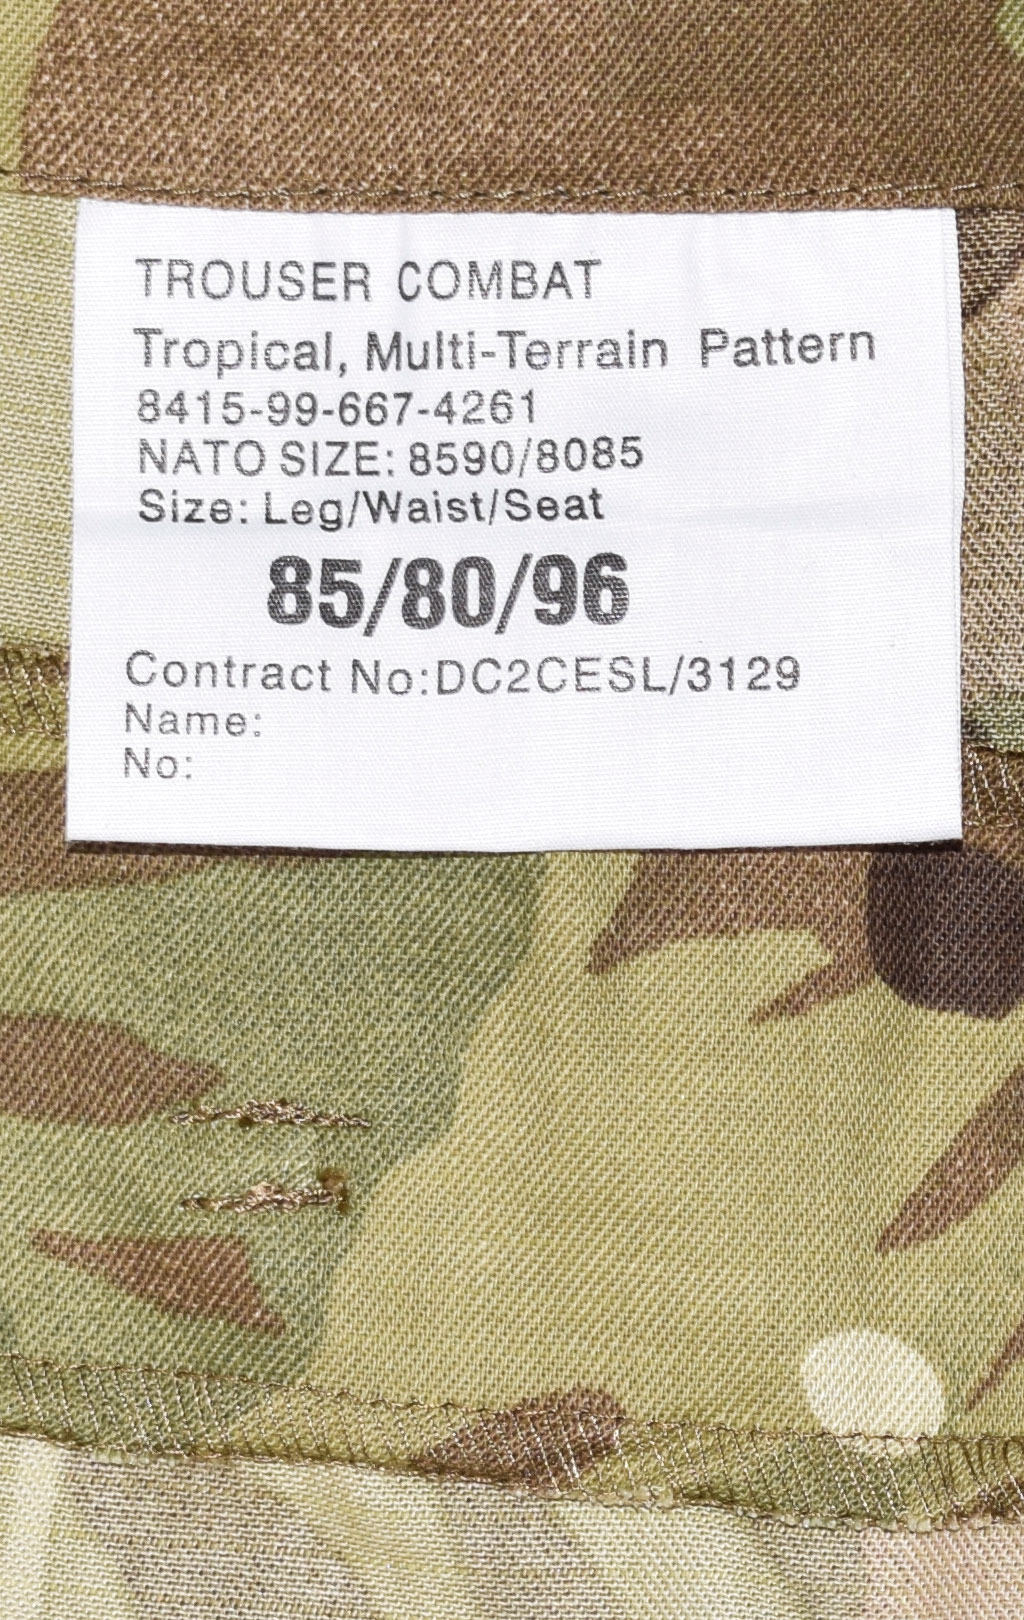 TROUSER COMBAT
Tropical, Multi-Terrain Pattern
8415-99-667-4261
NATO SIZE: 8590/8085
Size: Leg/Waist/Seat
85/80/96
Contract No:DC2CESL/3129
Name:
No: